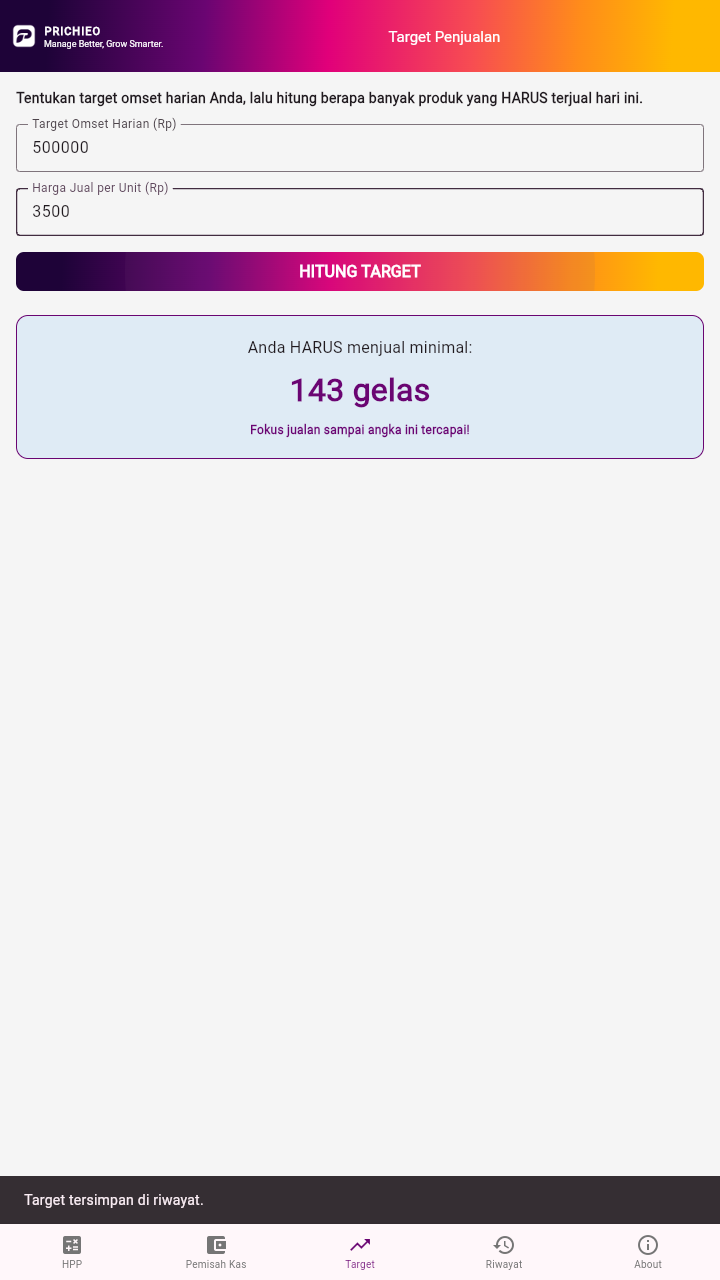 PRICHIEO
Manage Better, Grow Smarter.
Target Penjualan
Tentukan target omset harian Anda, lalu hitung berapa banyak produk yang HARUS terjual hari ini.
Target Omset Harian (Rp)
500000
Harga Jual per Unit (Rp)
3500
HITUNG TARGET
Anda HARUS menjual minimal:
143 gelas
Fokus jualan sampai angka ini tercapai!
Target tersimpan di riwayat.
HPP
Pemisah Kas
Target
Riwayat
About